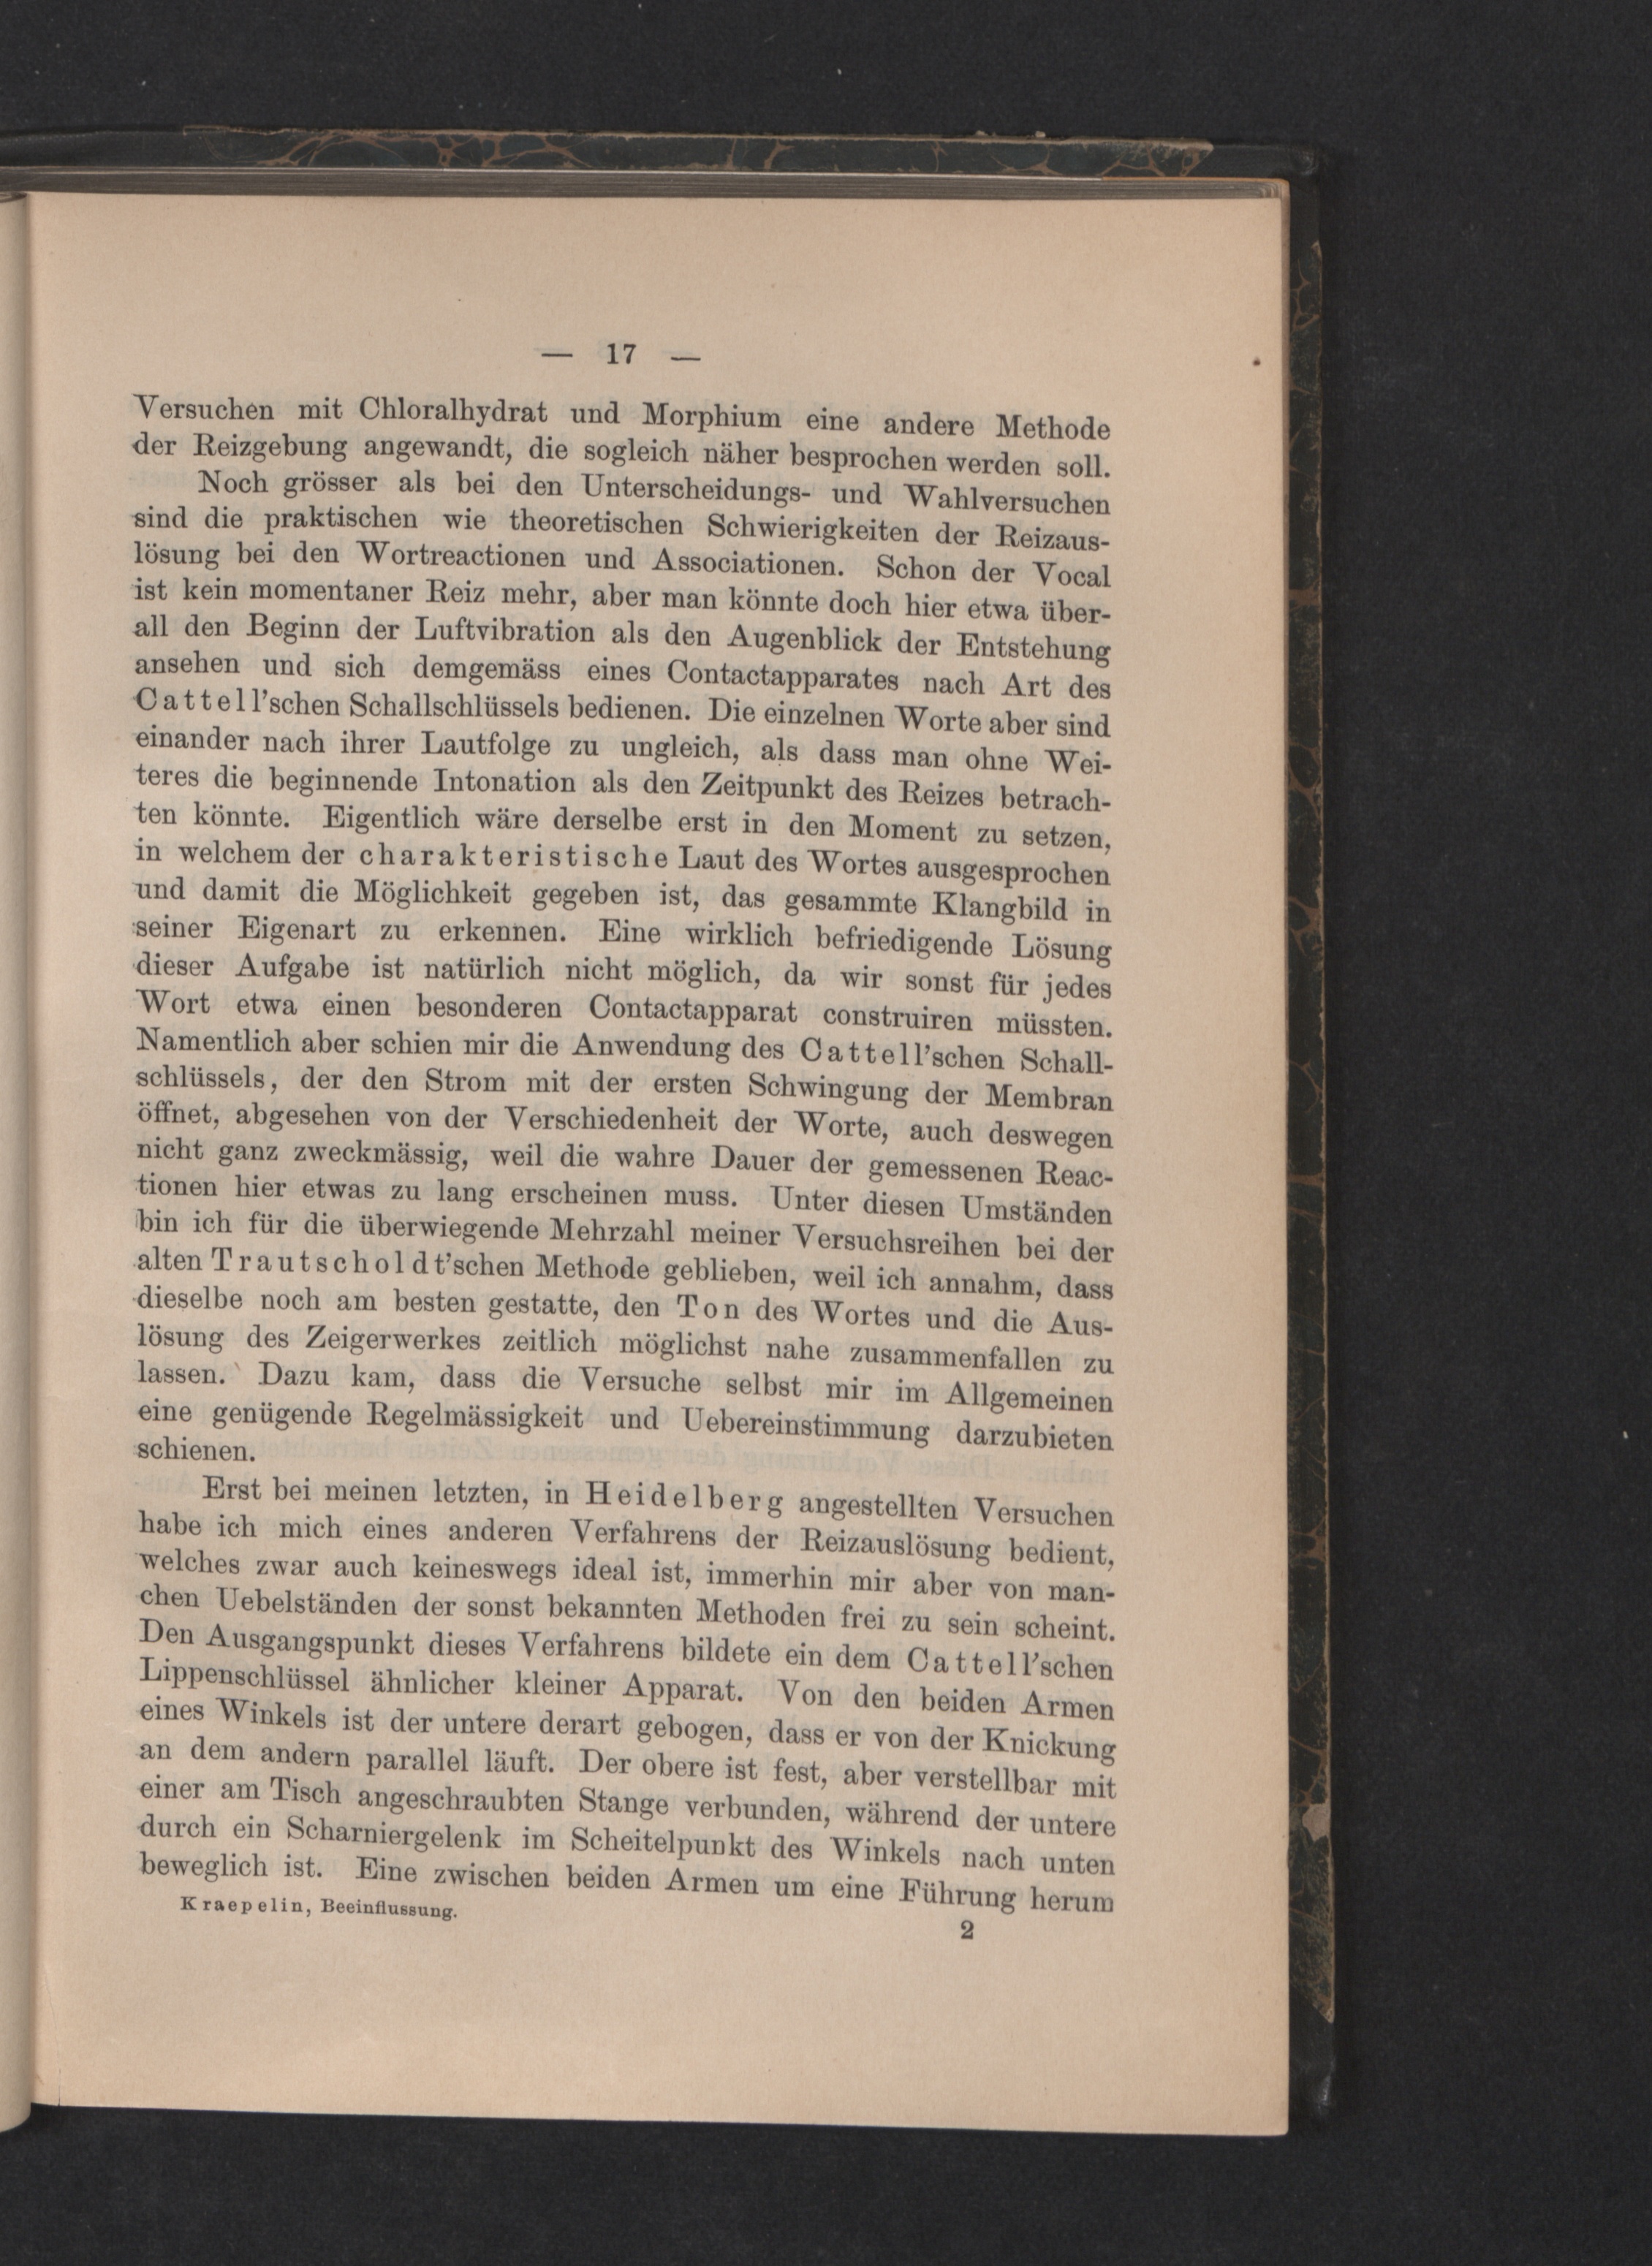 — 17 —
Versuchen mit Chloralhydrat und Morphium eine andere Methode
der Reizgebung angewandt, die sogleich näher besprochen werden soll.
Noch grösser als bei den Unterscheidungs- und Wahlversuchen
sind die praktischen wie theoretischen Schwierigkeiten der Reizaus-
lösung bei den Wortreactionen und Associationen. Schon der Vocal
ist kein momentaner Reiz mehr, aber man könnte doch hier etwa über-
all den Beginn der Luftvibration als den Augenblick der Entstehung
ansehen und sich demgemäss eines Contactapparates nach Art des
Cattell'schen Schallschlüssels bedienen. Die einzelnen Worte aber sind
einander nach ihrer Lautfolge zu ungleich, als dass man ohne Wei-
teres die beginnende Intonation als den Zeitpunkt des Reizes betrach-
ten könnte. Eigentlich wäre derselbe erst in den Moment zu setzen,
in welchem der charakteristische Laut des Wortes ausgesprochen
und damit die Möglichkeit gegeben ist, das gesammte Klangbild in
seiner Eigenart zu erkennen. Eine wirklich befriedigende Lösung
dieser Aufgabe ist natürlich nicht möglich, da wir sonst für jedes
Wort etwa einen besonderen Contactapparat construiren müssten.
Namentlich aber schien mir die Anwendung des Cattell'schen Schall-
schlüssels, der den Strom mit der ersten Schwingung der Membran
öffnet, abgesehen von der Verschiedenheit der Worte, auch deswegen
nicht ganz zweckmässig, weil die wahre Dauer der gemessenen Reac-
tionen hier etwas zu lang erscheinen muss. Unter diesen Umständen
bin ich für die überwiegende Mehrzahl meiner Versuchsreihen bei der
alten Trautscholdt'schen Methode geblieben, weil ich annahm, dass
dieselbe noch am besten gestatte, den Ton des Wortes und die Aus-
lösung des Zeigerwerkes zeitlich möglichst nahe zusammenfallen zu
lassen. Dazu kam, dass die Versuche selbst mir im Allgemeinen
eine genügende Regelmässigkeit und Uebereinstimmung darzubieten
schienen.
Erst bei meinen letzten, in Heidelberg angestellten Versuchen
habe ich mich eines anderen Verfahrens der Reizauslösung bedient,
welches zwar auch keineswegs ideal ist, immerhin mir aber von man-
chen Uebelständen der sonst bekannten Methoden frei zu sein scheint.
Den Ausgangspunkt dieses Verfahrens bildete ein dem Cattell'schen
Lippenschlüssel ähnlicher kleiner Apparat. Von den beiden Armen
eines Winkels ist der untere derart gebogen, dass er von der Knickung
an dem andern parallel läuft. Der obere ist fest, aber verstellbar mit
einer am Tisch angeschraubten Stange verbunden, während der untere
durch ein Scharniergelenk im Scheitelpunkt des Winkels nach unten
beweglich ist. Eine zwischen beiden Armen um eine Führung herum
Kraepelin, Beeinflussung.
2